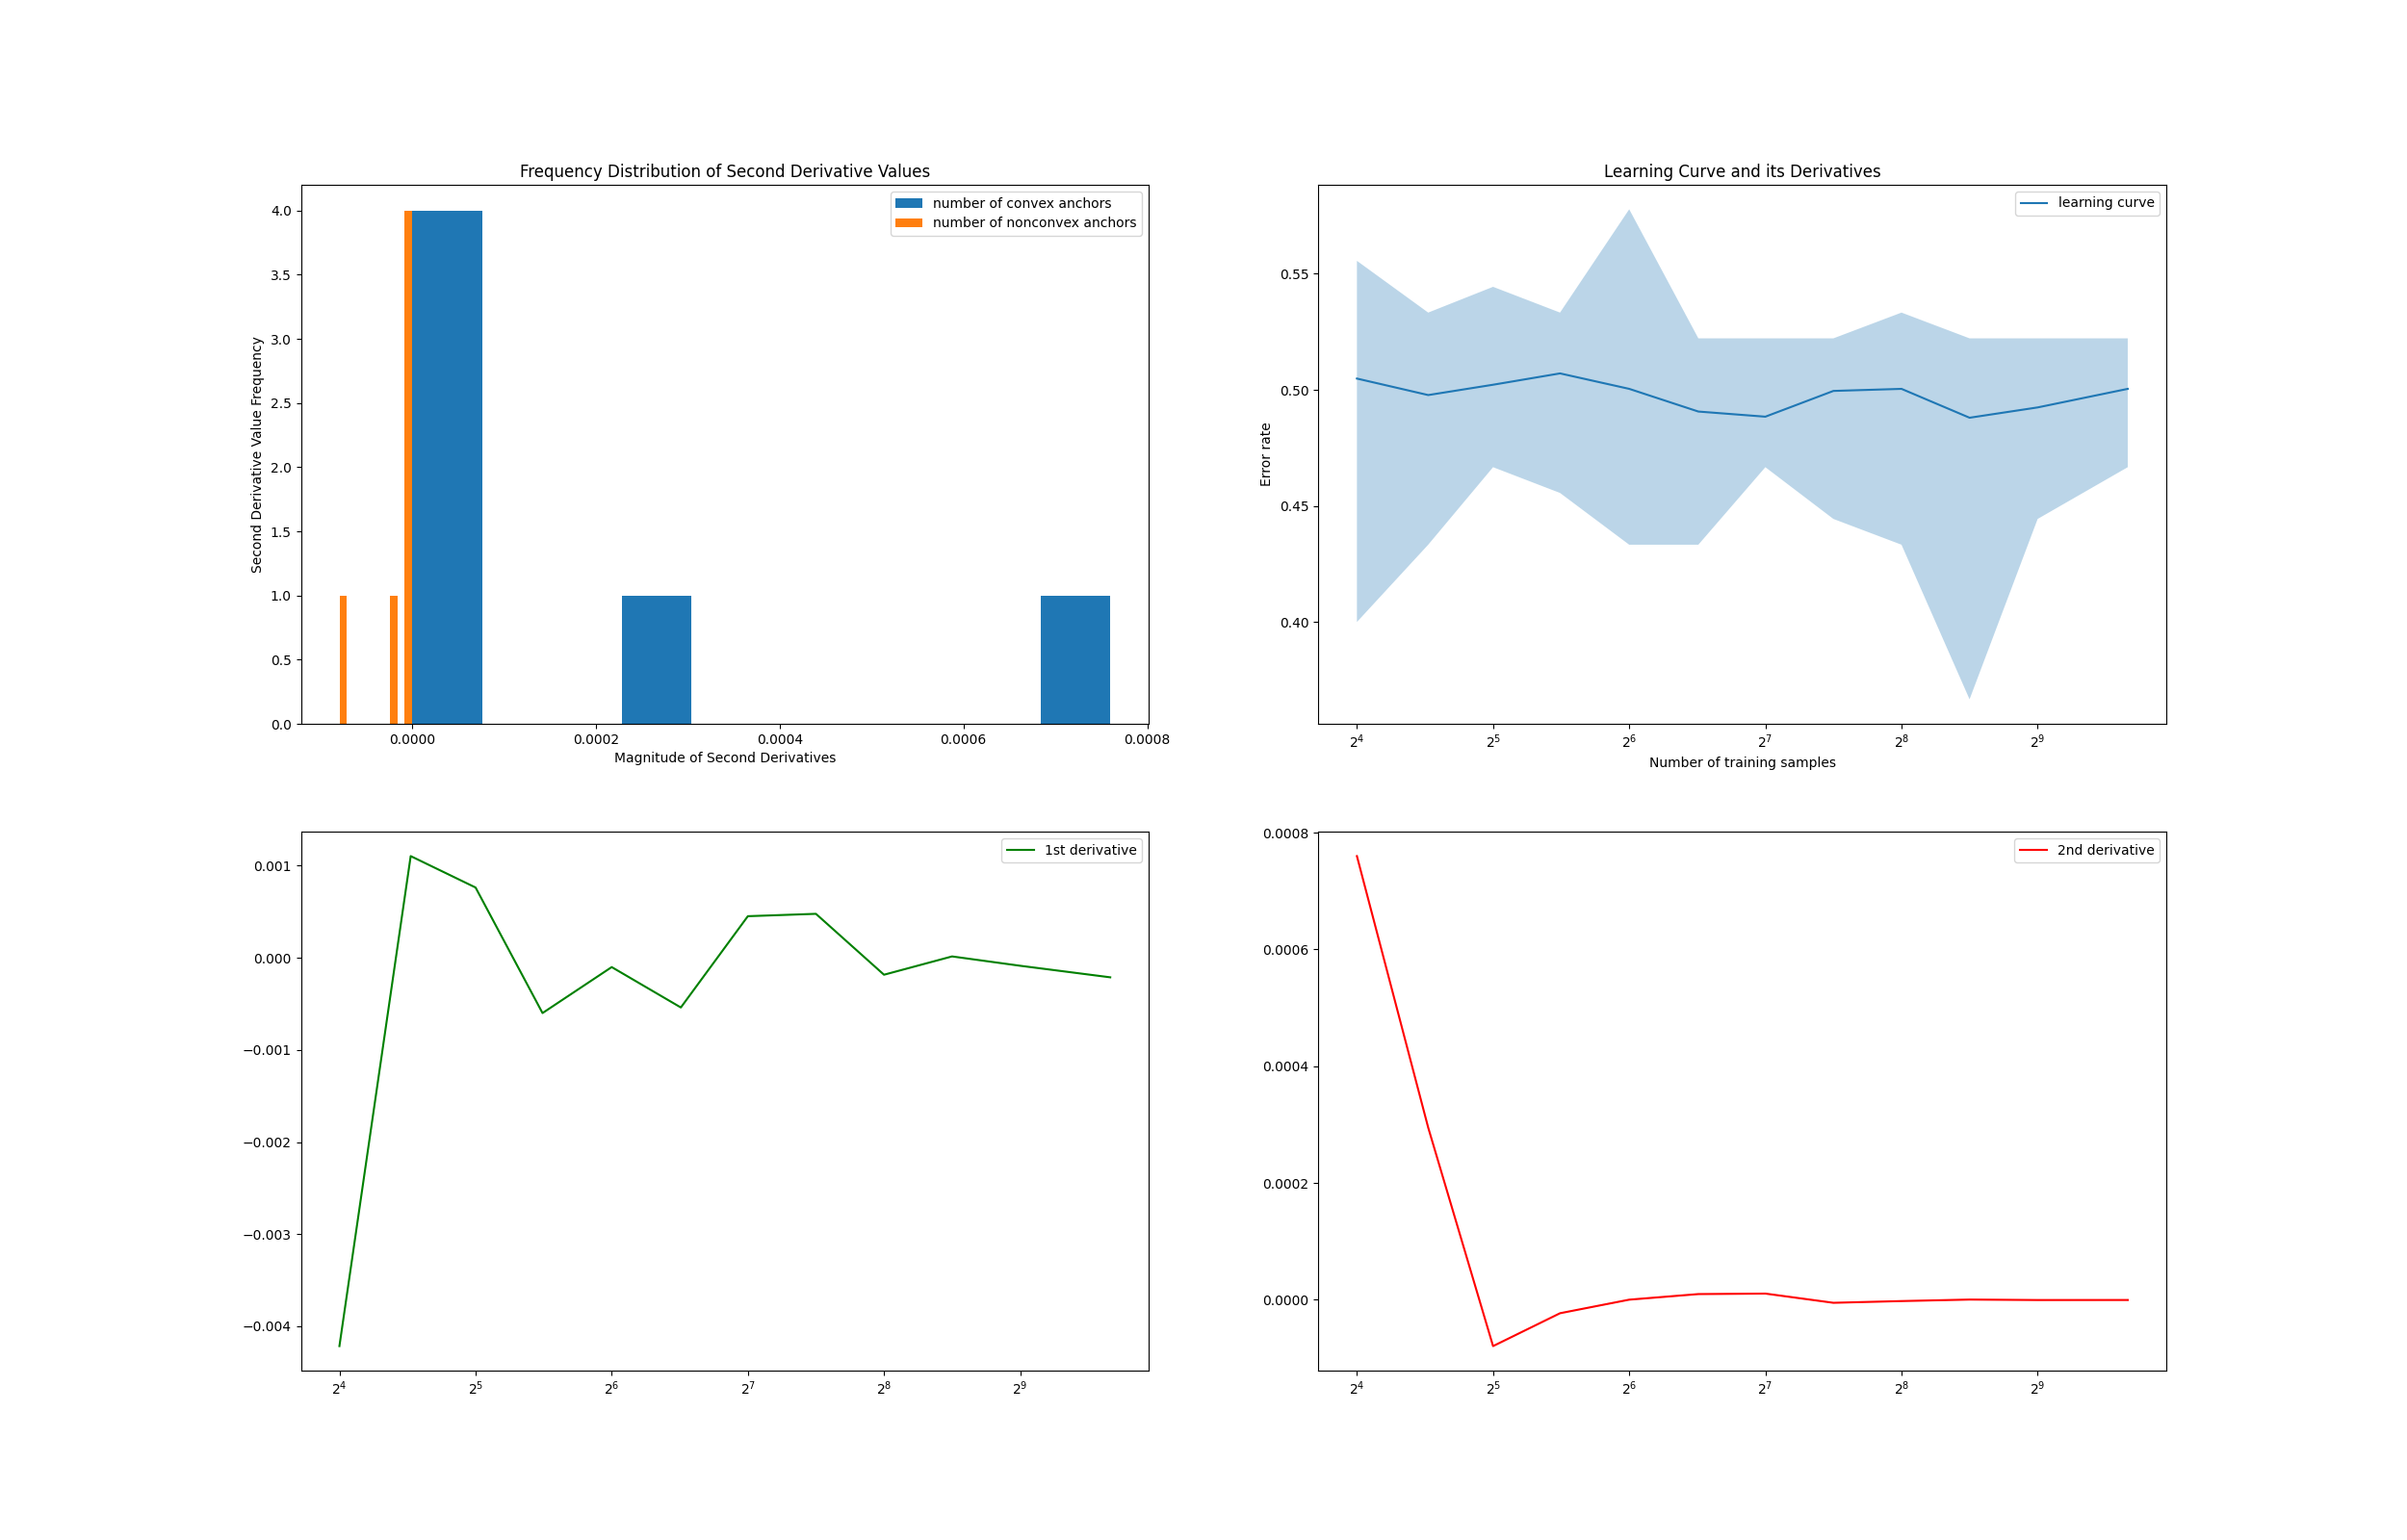 Frequency Distribution of Second Derivative Values
number of convex anchors
number of nonconvex anchors
4.0
3.5
3.0
2.5
2.0
1.5
1.0
0.5
0.0
Second Derivative Value Frequency
0.0000 0.0002 0.0004 0.0006 0.0008
Magnitude of Second Derivatives
Learning Curve and its Derivatives
learning curve
0.55
0.50
0.45
0.40
Error rate
2⁴ 2⁵ 2⁶ 2⁷ 2⁸ 2⁹
Number of training samples
1st derivative
0.001
0.000
−0.001
−0.002
−0.003
−0.004
2⁴ 2⁵ 2⁶ 2⁷ 2⁸ 2⁹
2nd derivative
0.0008
0.0006
0.0004
0.0002
0.0000
2⁴ 2⁵ 2⁶ 2⁷ 2⁸ 2⁹